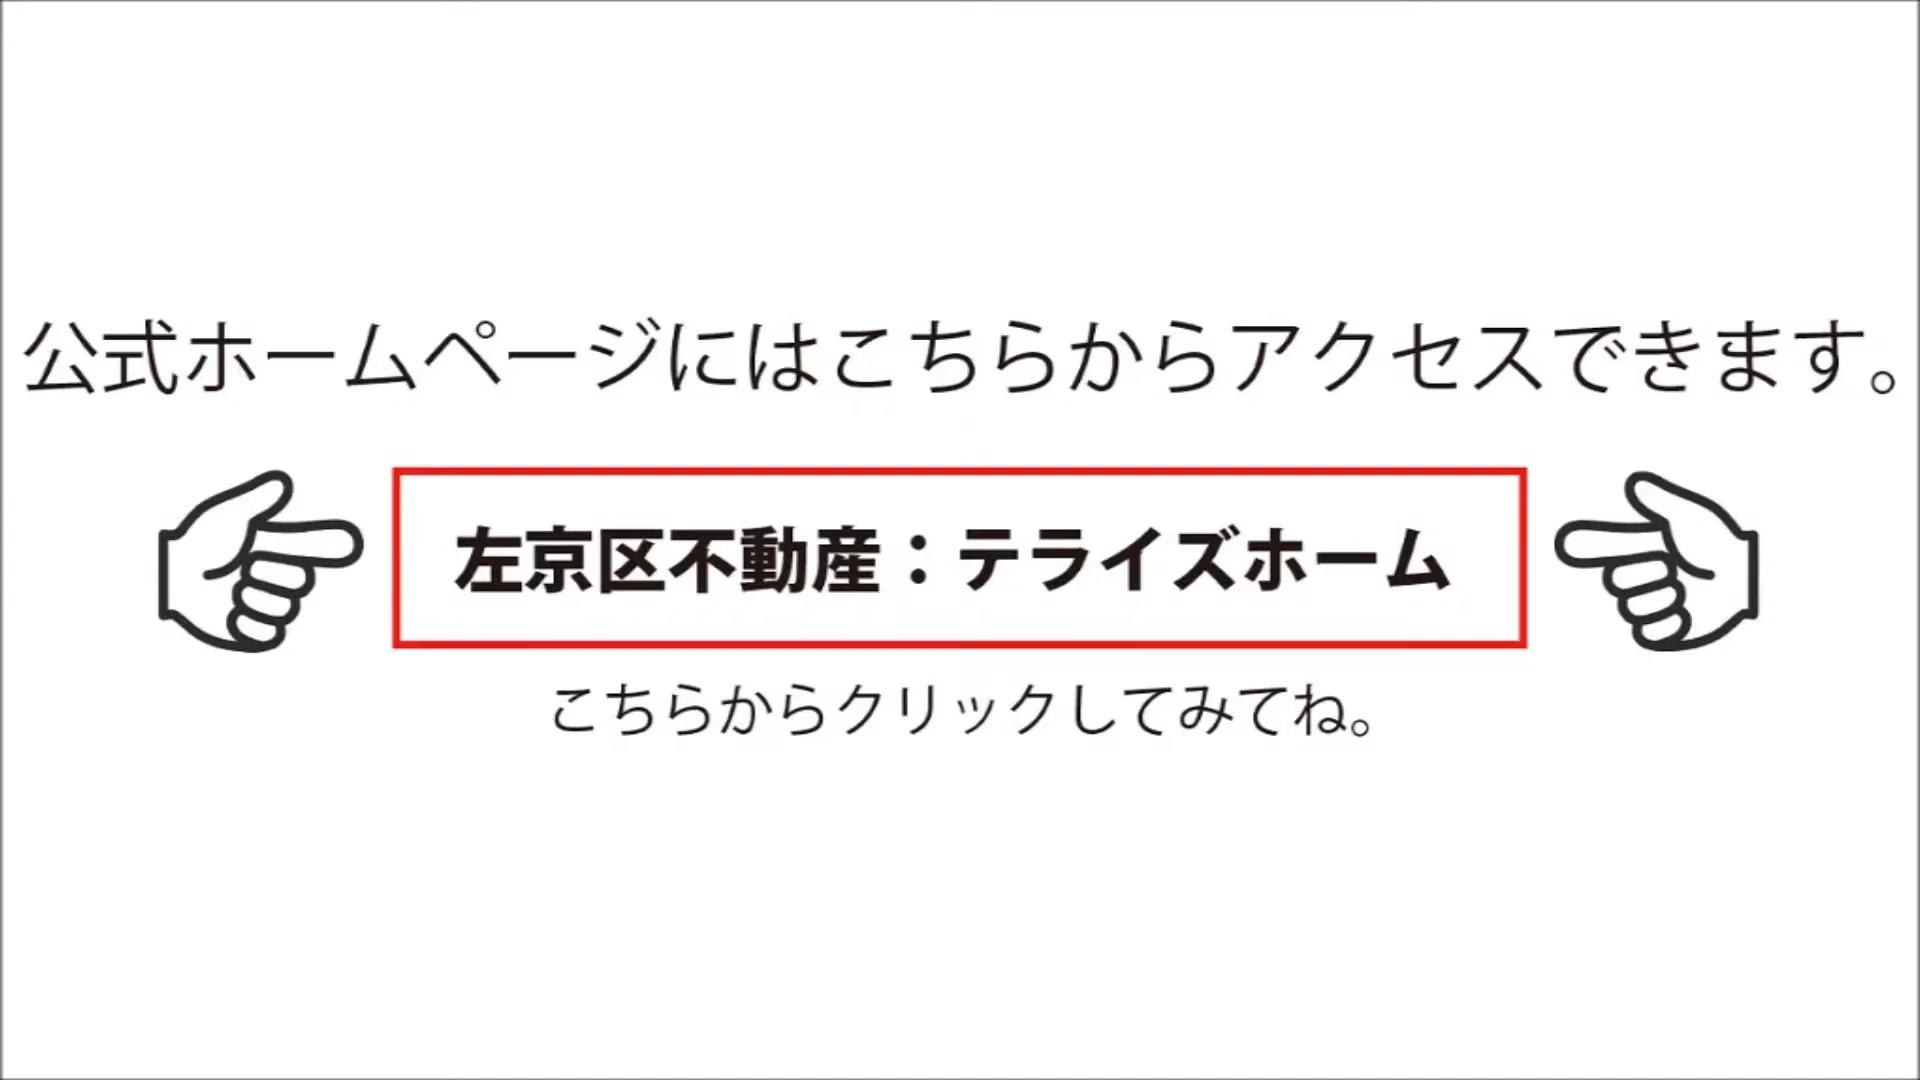 公式ホームページにはこちらからアクセスできます。
左京区不動産：テライズホーム
こちらからクリックしてみてね。